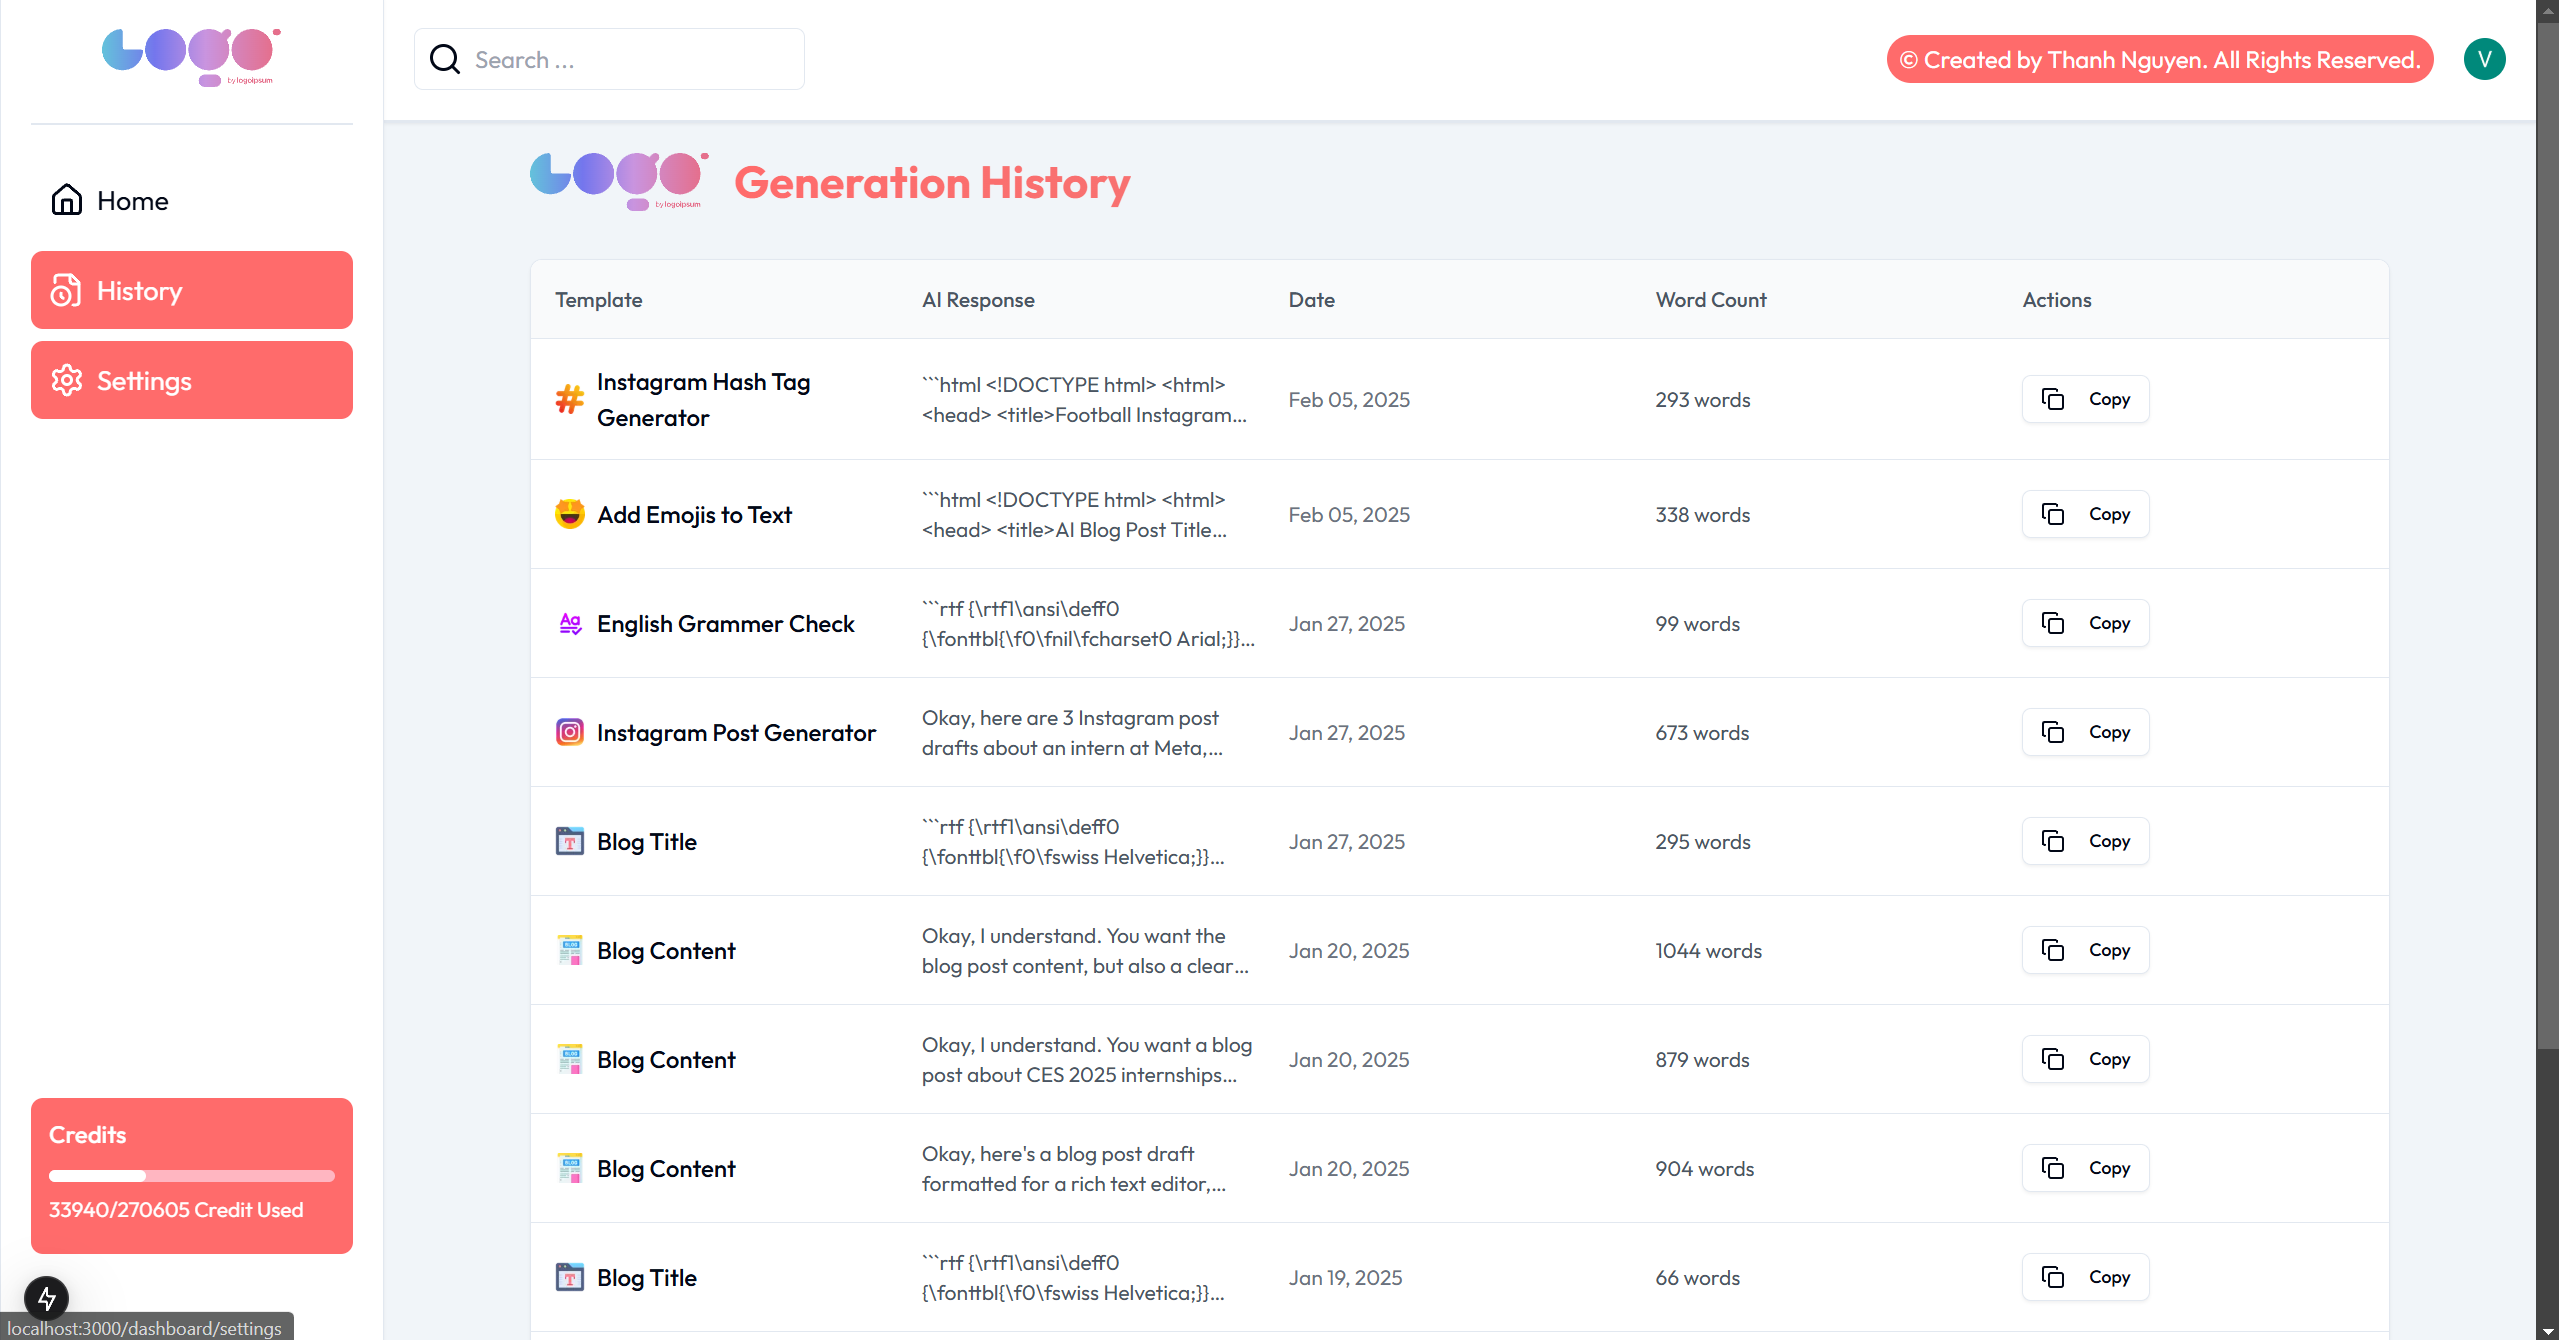 LOGO
by logoipsum
Search ...
© Created by Thanh Nguyen. All Rights Reserved.
V
Home
History
Settings
LOGO
by logoipsum
Generation History
Template AI Response Date Word Count Actions
Instagram Hash Tag
Generator
```html <!DOCTYPE html> <html>
<head> <title>Football Instagram...
Feb 05, 2025
293 words
Copy
Add Emojis to Text
```html <!DOCTYPE html> <html>
<head> <title>AI Blog Post Title...
Feb 05, 2025
338 words
Copy
English Grammer Check
```rtf {\rtf1\ansi\deff0
{\fonttbl{\f0\fnil\fcharset0 Arial;}}...
Jan 27, 2025
99 words
Copy
Instagram Post Generator
Okay, here are 3 Instagram post
drafts about an intern at Meta,...
Jan 27, 2025
673 words
Copy
Blog Title
```rtf {\rtf1\ansi\deff0
{\fonttbl{\f0\fswiss Helvetica;}}...
Jan 27, 2025
295 words
Copy
BLOG
Blog Content
Okay, I understand. You want the
blog post content, but also a clear...
Jan 20, 2025
1044 words
Copy
BLOG
Blog Content
Okay, I understand. You want a blog
post about CES 2025 internships...
Jan 20, 2025
879 words
Copy
BLOG
Blog Content
Okay, here's a blog post draft
formatted for a rich text editor,...
Jan 20, 2025
904 words
Copy
Blog Title
```rtf {\rtf1\ansi\deff0
{\fonttbl{\f0\fswiss Helvetica;}}...
Jan 19, 2025
66 words
Copy
Credits
33940/270605 Credit Used
localhost:3000/dashboard/settings